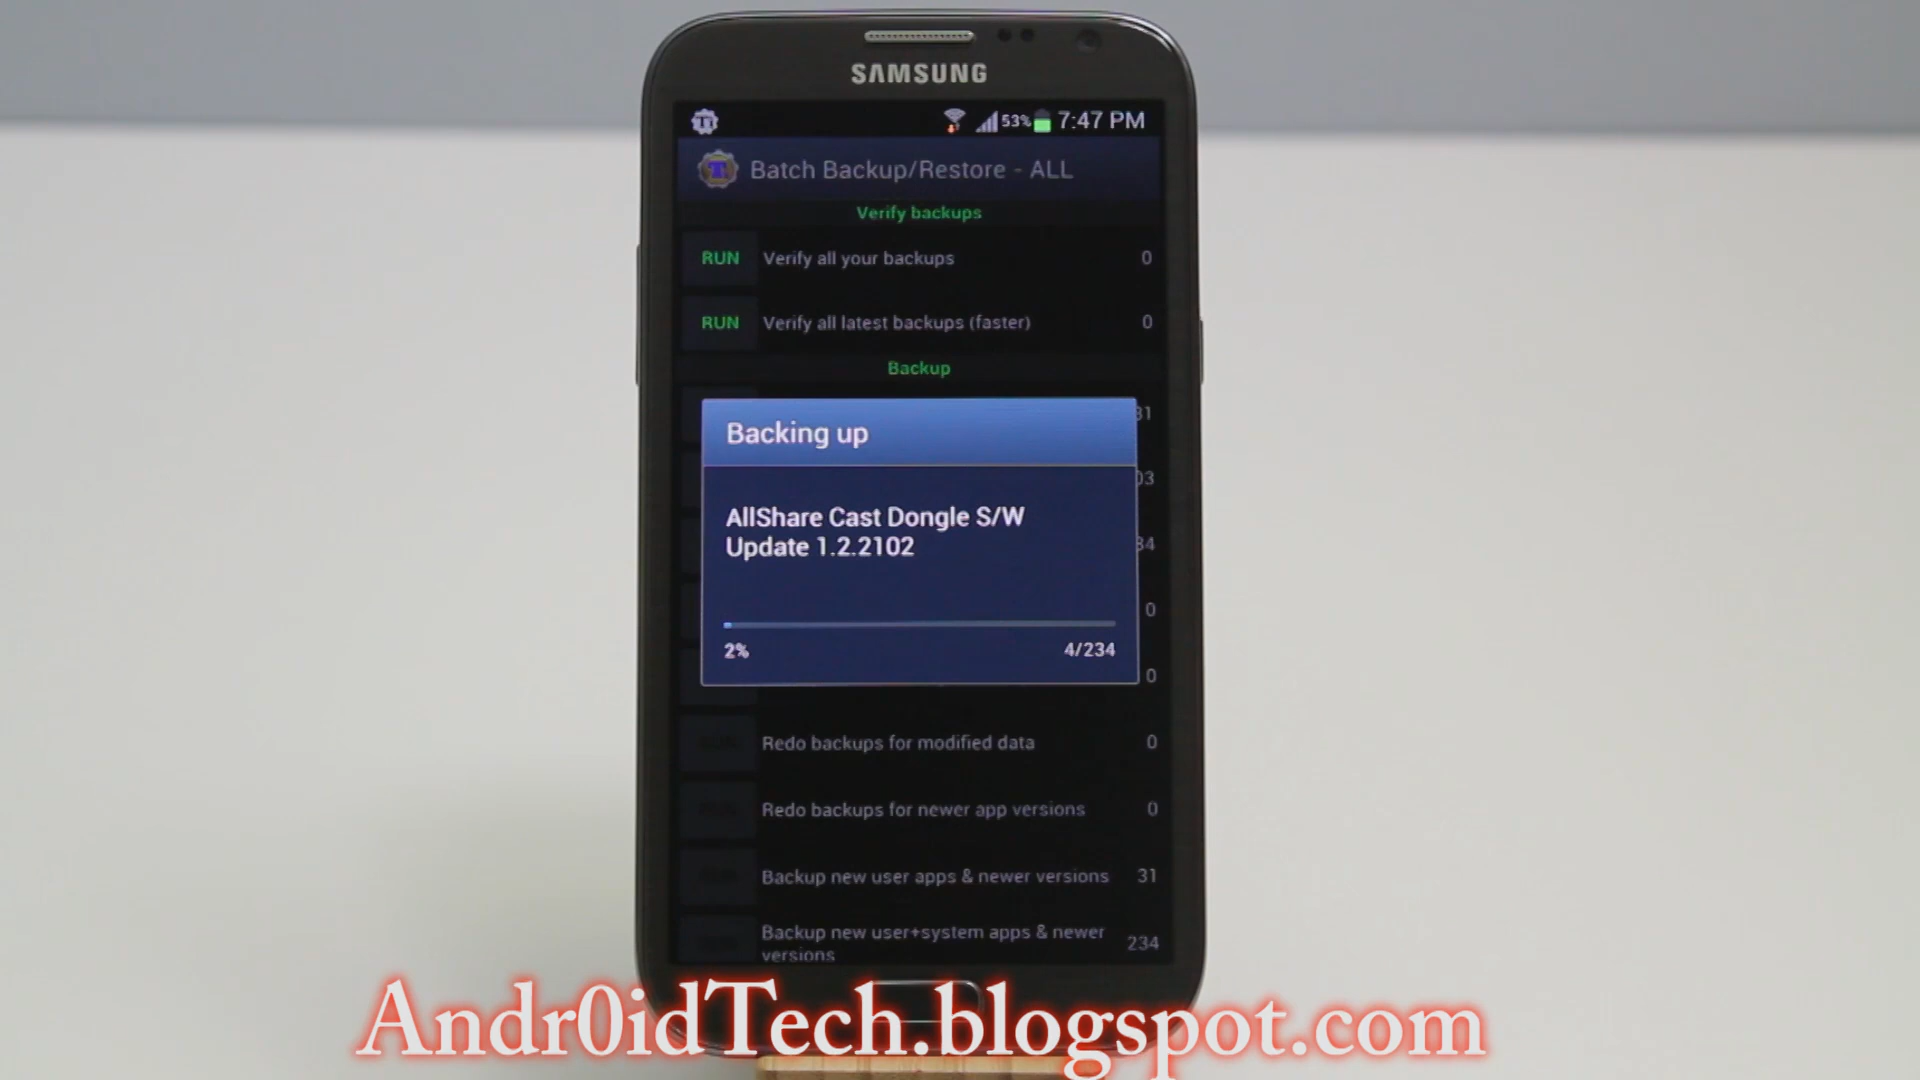 SAMSUNG
53% 7:47 PM
Batch Backup/Restore - ALL
Verify backups
RUN Verify all your backups 0
RUN Verify all latest backups (faster) 0
Backup
31
Backing up
03
AllShare Cast Dongle S/W
Update 1.2.2102
34
0
2% 4/234
0
Redo backups for modified data 0
Redo backups for newer app versions 0
Backup new user apps & newer versions 31
Backup new user+system apps & newer
versions 234
Andr0idTech.blogspot.com